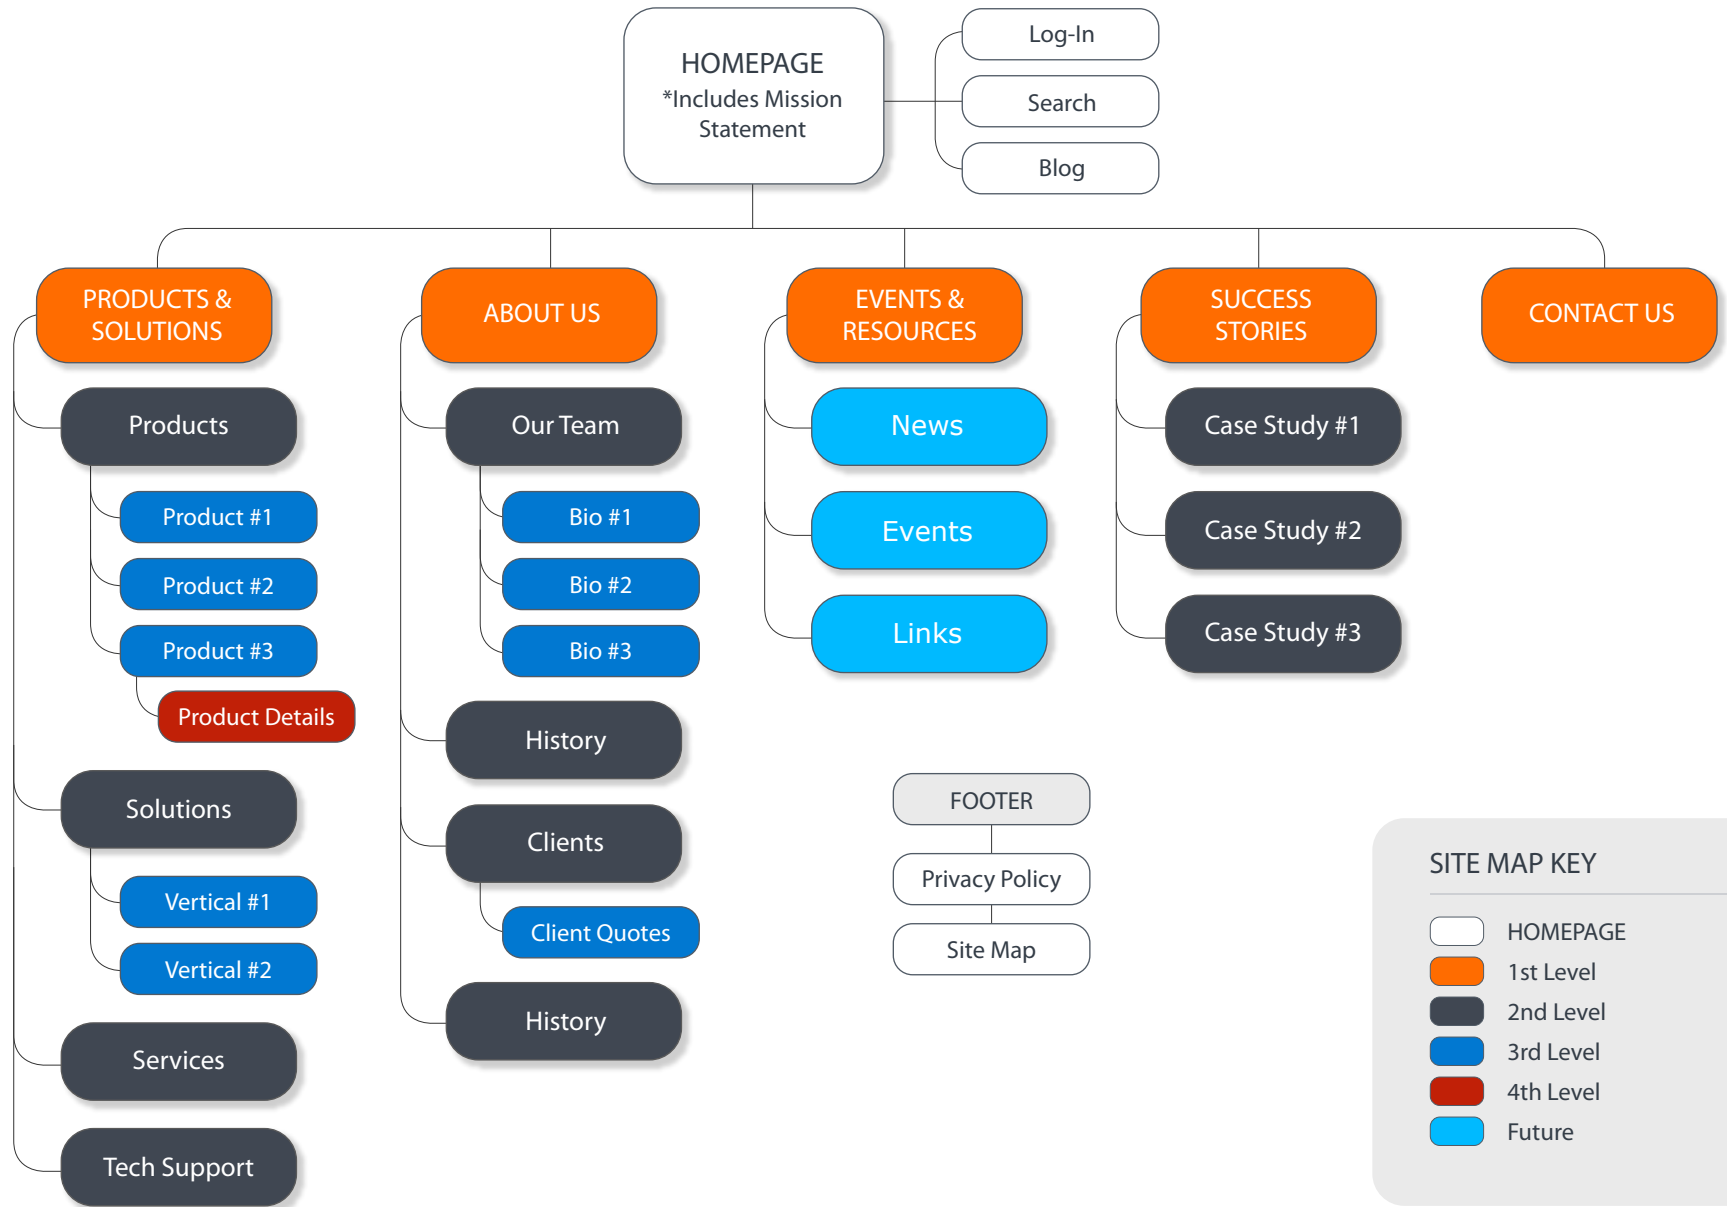 HOMEPAGE
*Includes Mission
Statement
Log-In
Search
Blog
PRODUCTS &
SOLUTIONS
Products
Product #1
Product #2
Product #3
Product Details
Solutions
Vertical #1
Vertical #2
Services
Tech Support
ABOUT US
Our Team
Bio #1
Bio #2
Bio #3
History
Clients
Client Quotes
History
EVENTS &
RESOURCES
News
Events
Links
SUCCESS
STORIES
Case Study #1
Case Study #2
Case Study #3
CONTACT US
FOOTER
Privacy Policy
Site Map
SITE MAP KEY
HOMEPAGE
1st Level
2nd Level
3rd Level
4th Level
Future